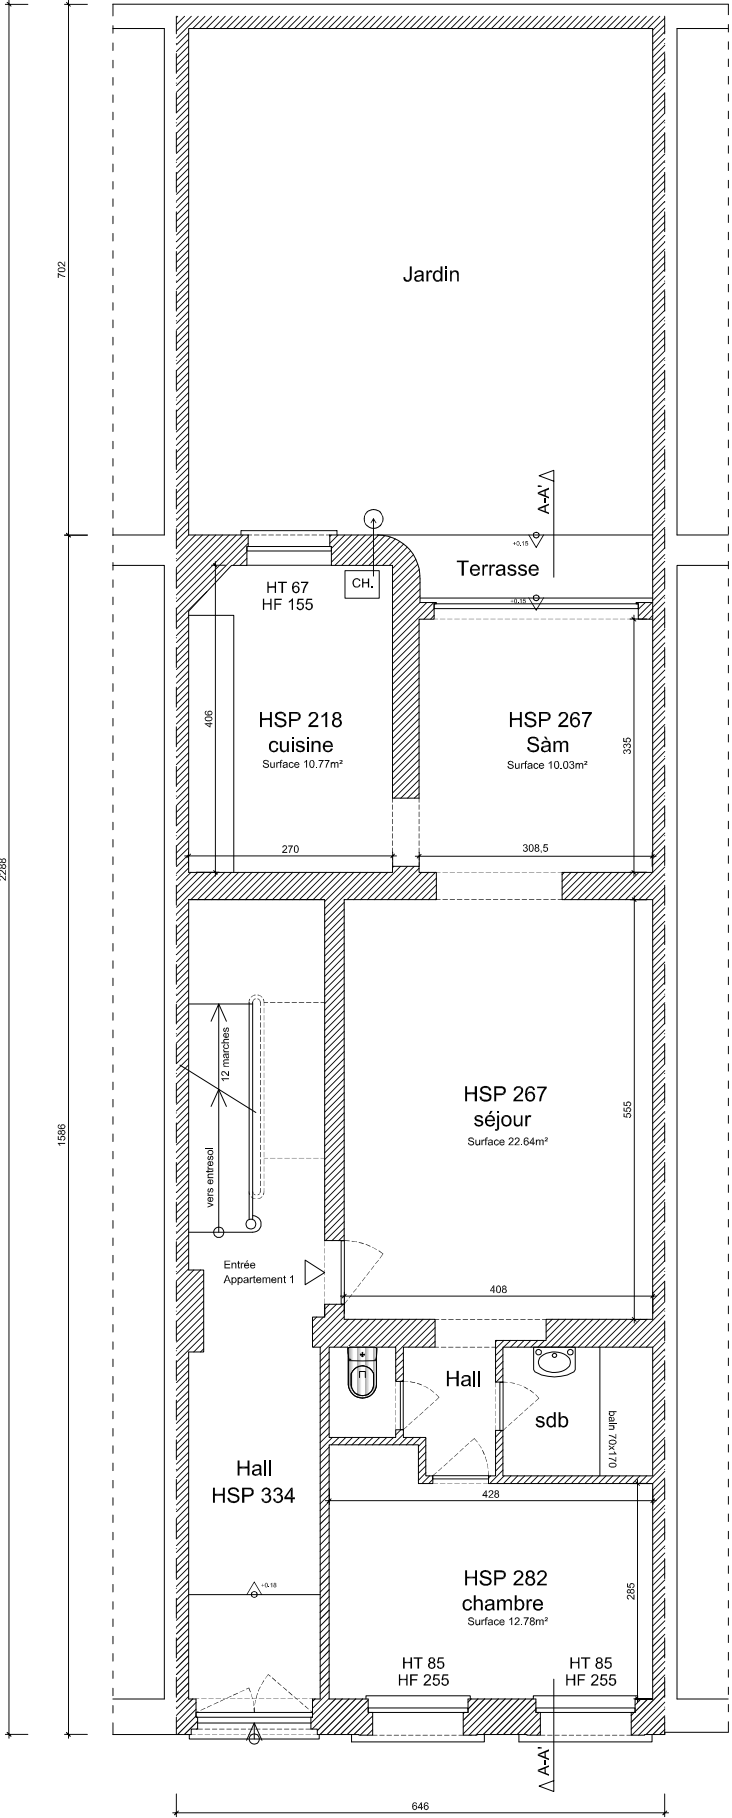 702
Jardin
A-A'
+0.15
Terrasse
+0.15
CH.
HT 67
HF 155
406
HSP 218
cuisine
Surface 10.77m²
HSP 267
Sàm
Surface 10.03m²
335
270
308,5
2288
12 marches
vers entresol
1586
HSP 267
séjour
Surface 22.64m²
555
Entrée
Appartement 1
408
Hall
sdb
bain 70x170
Hall
HSP 334
428
+0.18
HSP 282
chambre
Surface 12.78m²
285
HT 85
HF 255
HT 85
HF 255
A-A'
646